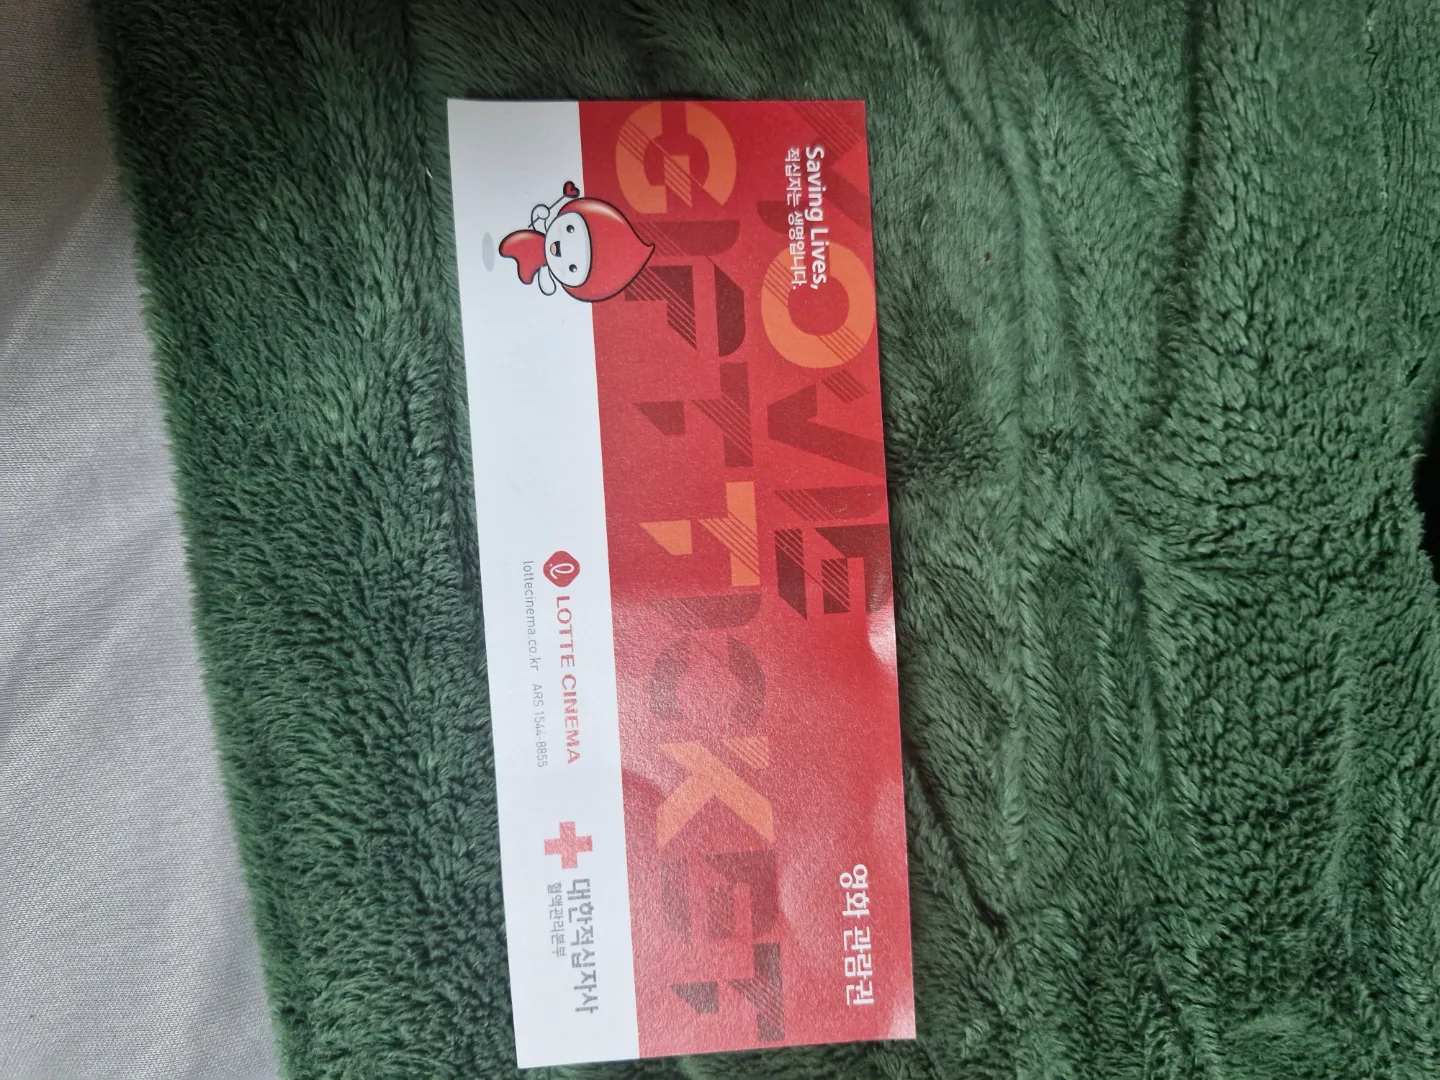 Saving Lives,
적십자는 생명입니다.
영화 관람권
MOVIE
GIFT TICKET
LOTTE CINEMA
lottecinema.co.kr ARS 1544-8855
대한적십자사
혈액관리본부